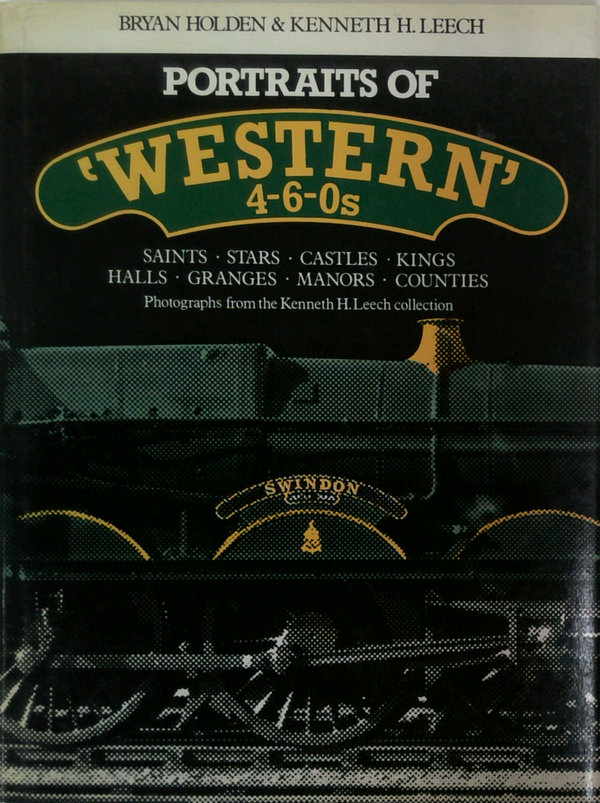 BRYAN HOLDEN & KENNETH H. LEECH
PORTRAITS OF
'WESTERN'
4-6-0s
SAINTS · STARS · CASTLES · KINGS
HALLS · GRANGES · MANORS · COUNTIES
Photographs from the Kenneth H. Leech collection
SWINDON